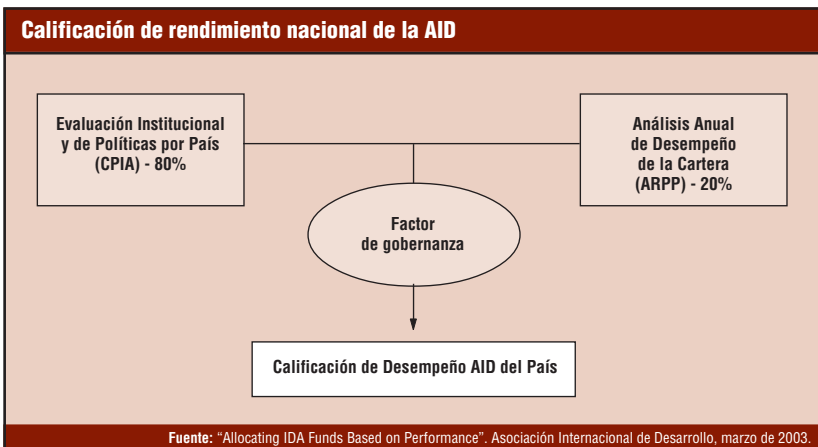 Calificación de rendimiento nacional de la AID
Evaluación Institucional
y de Políticas por País
(CPIA) - 80%
Análisis Anual
de Desempeño
de la Cartera
(ARPP) - 20%
Factor
de gobernanza
Calificación de Desempeño AID del País
Fuente: “Allocating IDA Funds Based on Performance”. Asociación Internacional de Desarrollo, marzo de 2003.